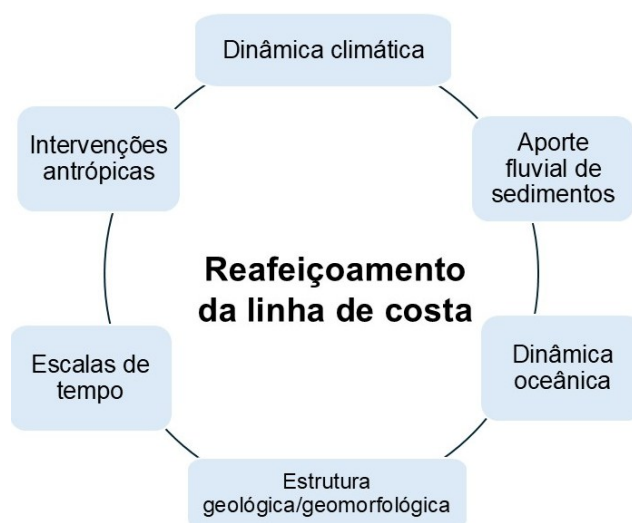 Dinâmica climática
Intervenções
antrópicas
Aporte
fluvial de
sedimentos
Reafeiçoamento
da linha de costa
Escalas de
tempo
Dinâmica
oceânica
Estrutura
geológica/geomorfológica